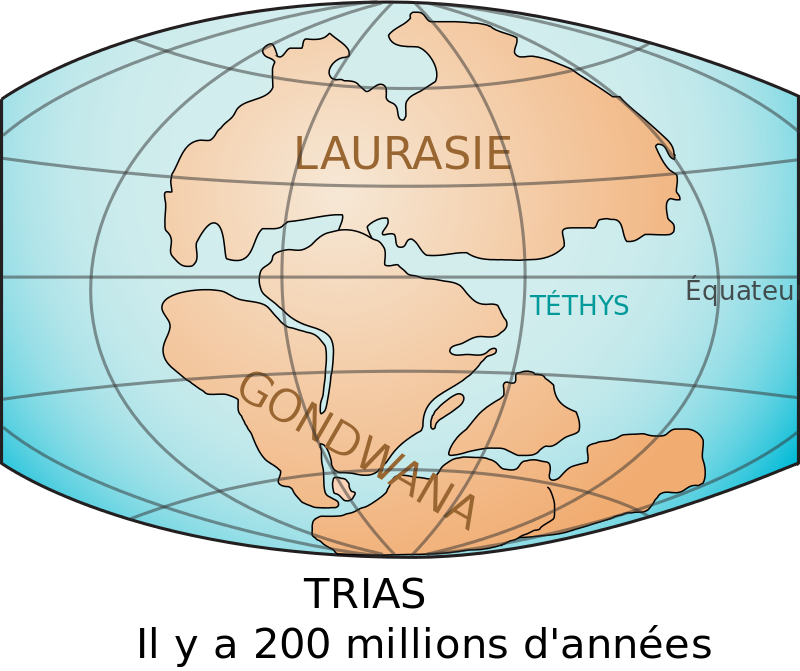 LAURASIE
TÉTHYS
Équateu
GONDWANA
TRIAS
Il y a 200 millions d'années